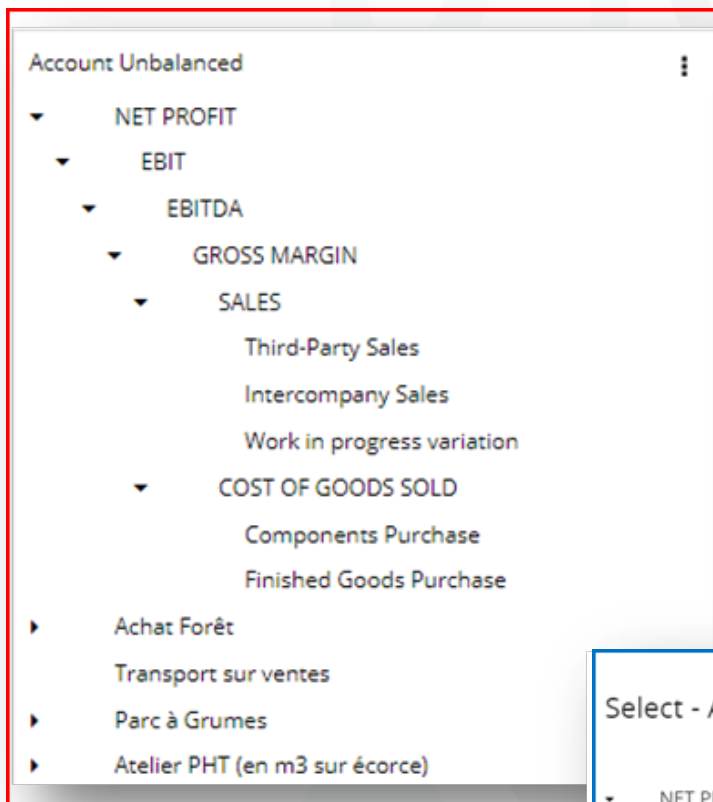 Account Unbalanced
NET PROFIT
EBIT
EBITDA
GROSS MARGIN
SALES
Third-Party Sales
Intercompany Sales
Work in progress variation
COST OF GOODS SOLD
Components Purchase
Finished Goods Purchase
Achat Forêt
Transport sur ventes
Parc à Grumes
Atelier PHT (en m3 sur écorce)
Select -
NET